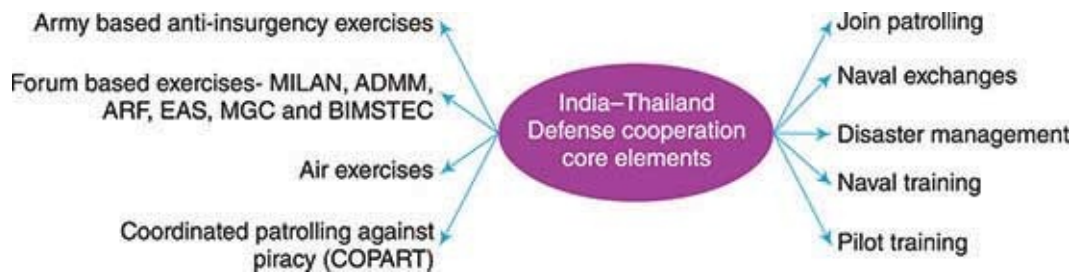 Army based anti-insurgency exercises
Forum based exercises- MILAN, ADMM,
ARF, EAS, MGC and BIMSTEC
Air exercises
Coordinated patrolling against
piracy (COPART)
India–Thailand
Defense cooperation
core elements
Join patrolling
Naval exchanges
Disaster management
Naval training
Pilot training